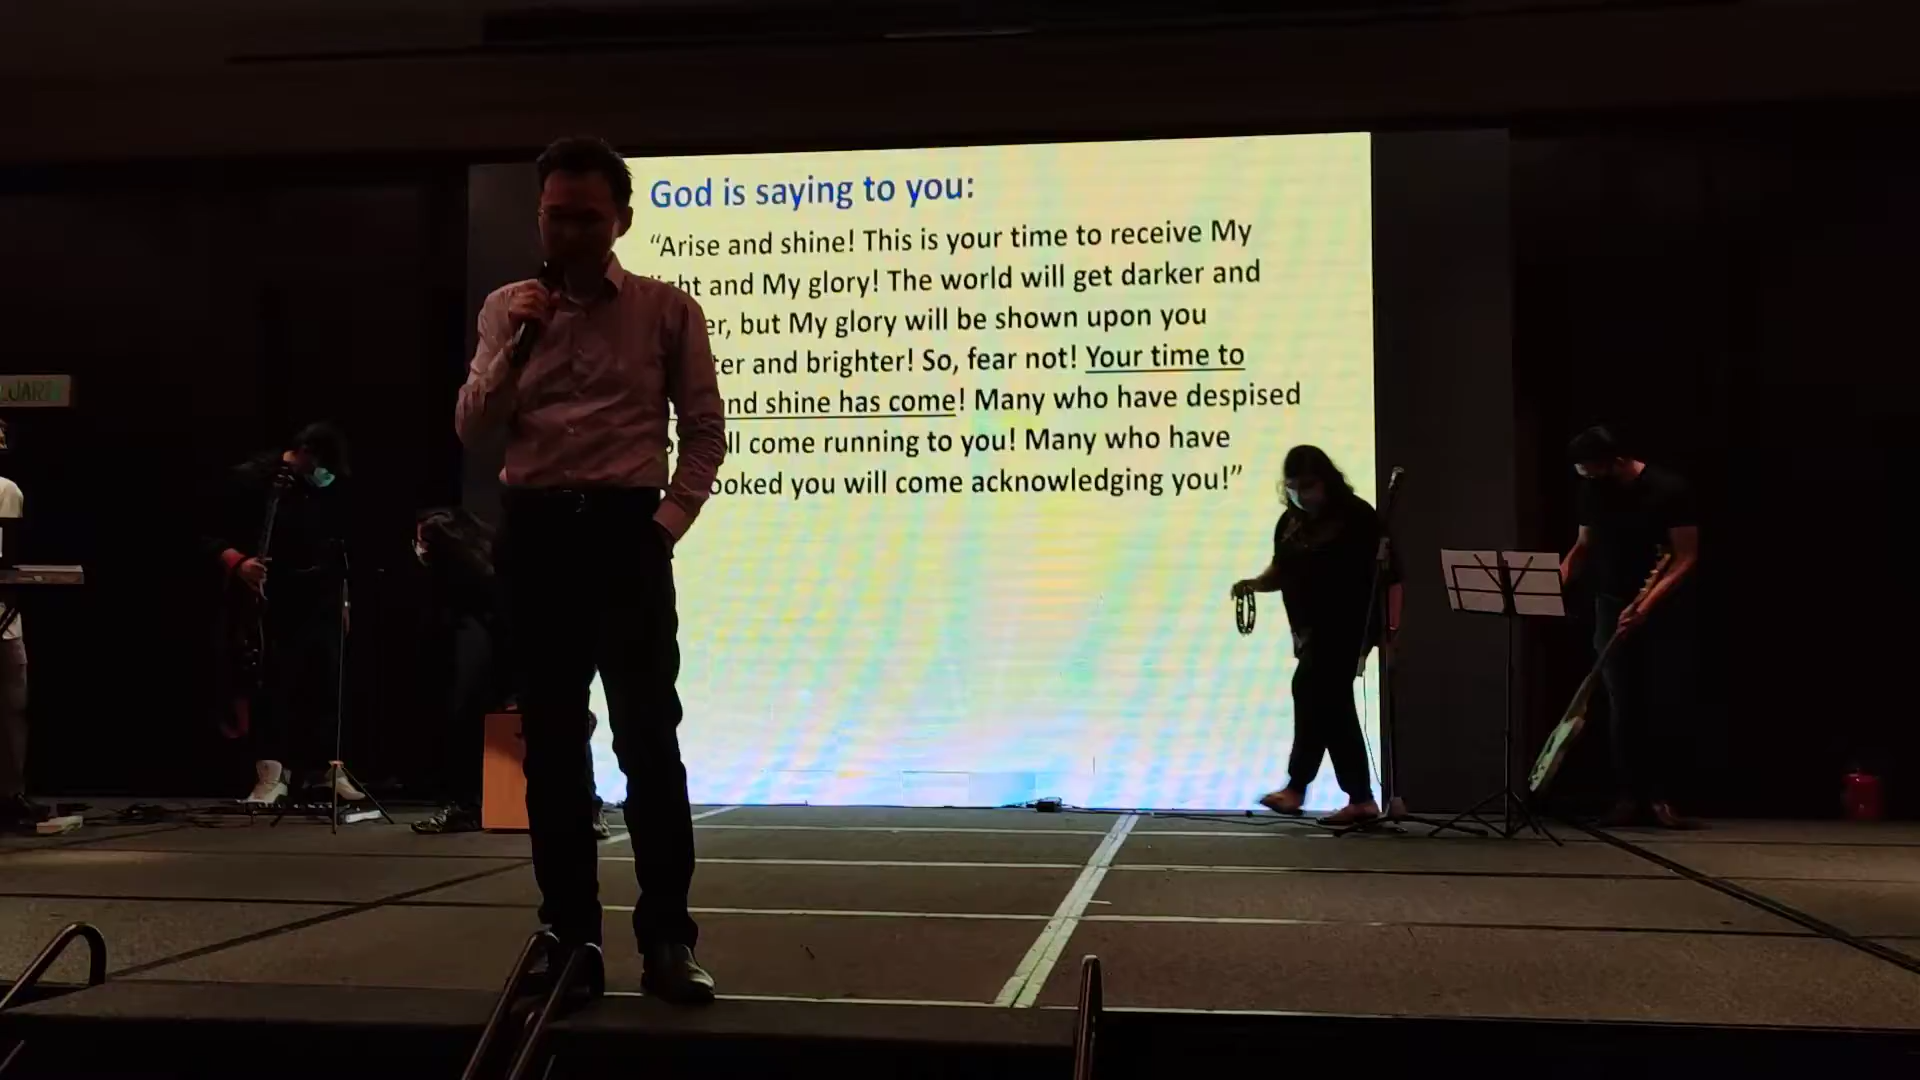 God is saying to you:
“Arise and shine! This is your time to receive My
and My glory! The world will get darker and
but My glory will be shown upon you
and brighter! So, fear not! Your time to
shine has come! Many who have despised
come running to you! Many who have
you will come acknowledging you!”